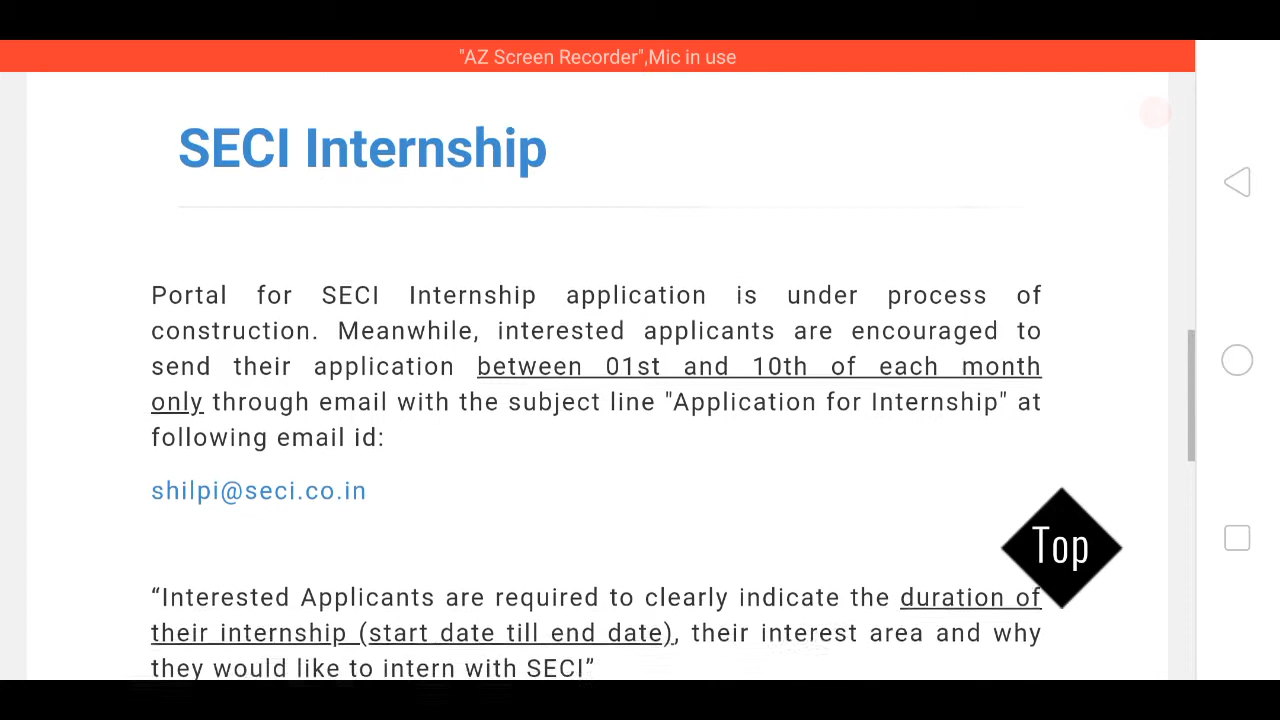 "AZ Screen Recorder",Mic in use
SECI Internship
Portal for SECI Internship application is under process of
construction. Meanwhile, interested applicants are encouraged to
send their application between 01st and 10th of each month
only through email with the subject line "Application for Internship" at
following email id:
shilpi@seci.co.in
Top
“Interested Applicants are required to clearly indicate the duration of
their internship (start date till end date), their interest area and why
they would like to intern with SECI”